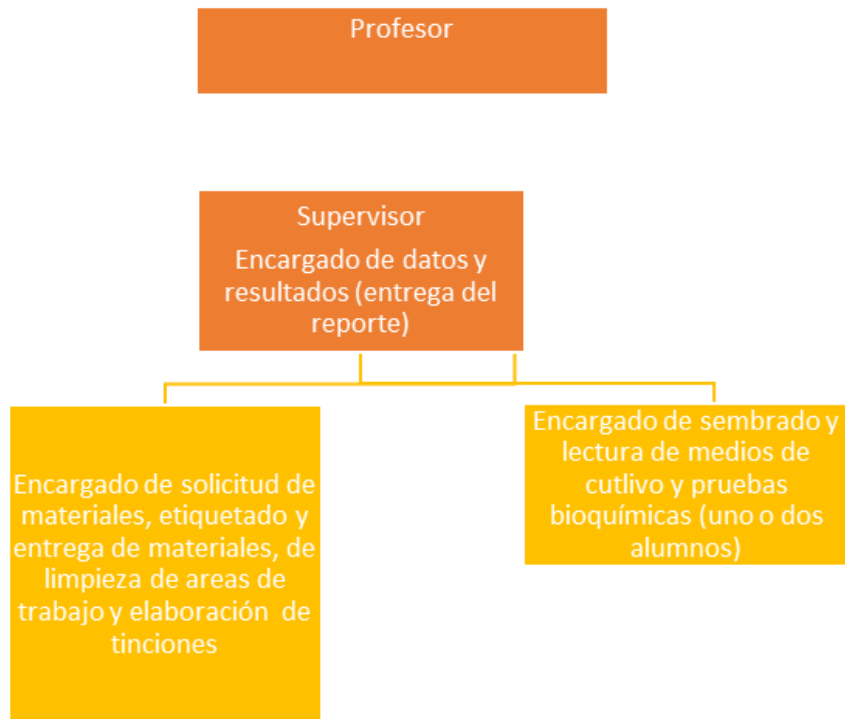 Profesor
Supervisor
Encargado de datos y
resultados (entrega del
reporte)
Encargado de solicitud de
materiales, etiquetado y
entrega de materiales, de
limpieza de areas de
trabajo y elaboración de
tinciones
Encargado de sembrado y
lectura de medios de
cutlivo y pruebas
bioquímicas (uno o dos
alumnos)